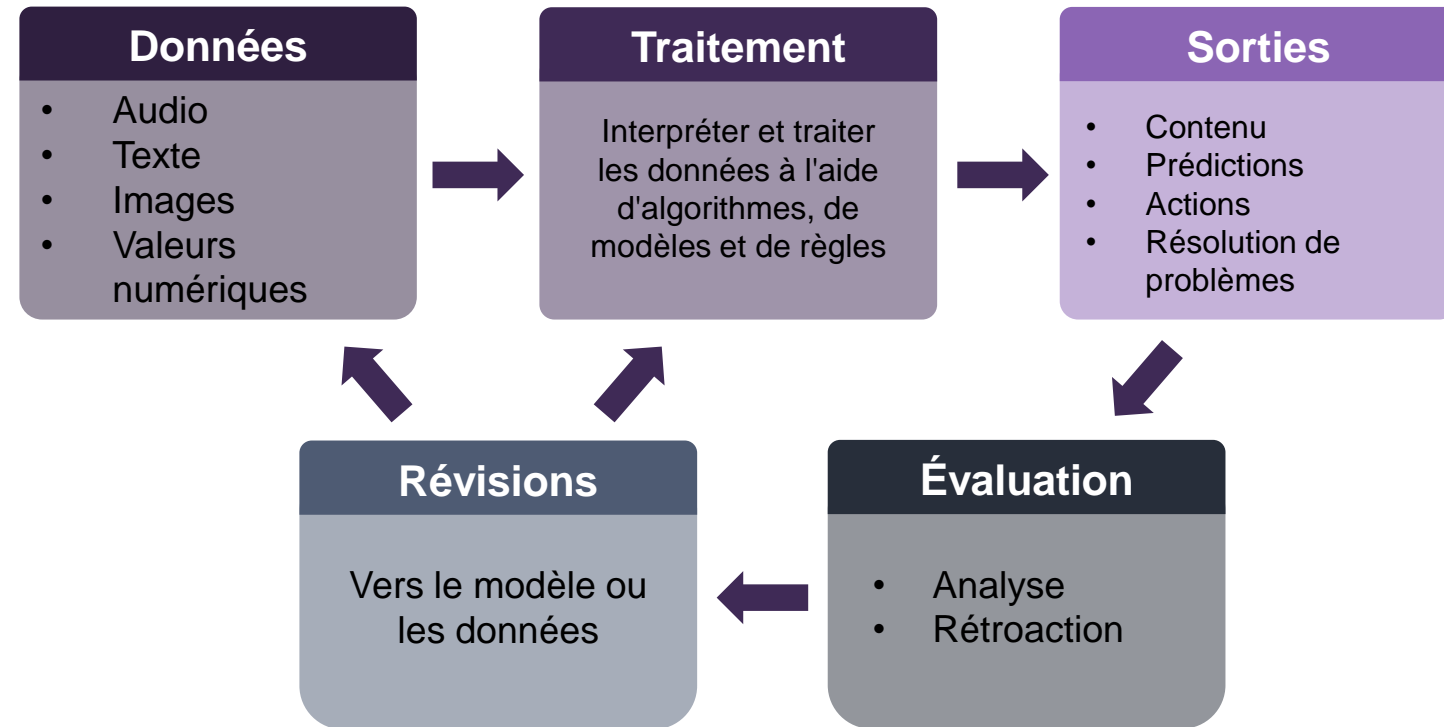 Données
• Audio
• Texte
• Images
• Valeurs
numériques
Traitement
Interpréter et traiter
les données à l'aide
d'algorithmes, de
modèles et de règles
Sorties
• Contenu
• Prédictions
• Actions
• Résolution de
problèmes
Révisions
Vers le modèle ou
les données
Évaluation
• Analyse
• Rétroaction